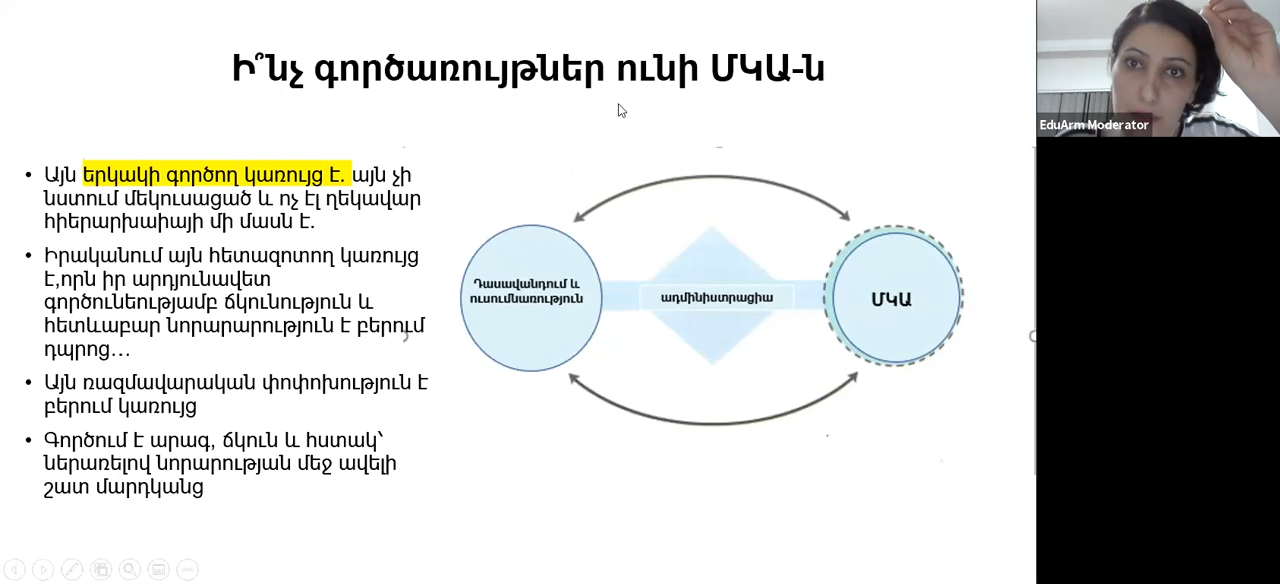 Ի՞նչ գործառույթներ ունի ՄԿԱ-ն
EduArm Moderator
• Այն երկակի գործող կառույց է. այն չի
նստում մեկուսացած և ոչ էլ ղեկավար
հիերարխաիայի մի մասն է.
• Իրականում այն հետազոտող կառույց
է,որն իր արդյունավետ
գործունեությամբ ճկունություն և
հետևաբար նորարարություն է բերում
դպրոց…
• Այն ռազմավարական փոփոխություն է
բերում կառույց
• Գործում է արագ, ճկուն և հստակ՝
ներառելով նորարության մեջ ավելի
շատ մարդկանց
Դասավանդում և
ուսումնառություն
ադմինիստրացիա
ՄԿԱ